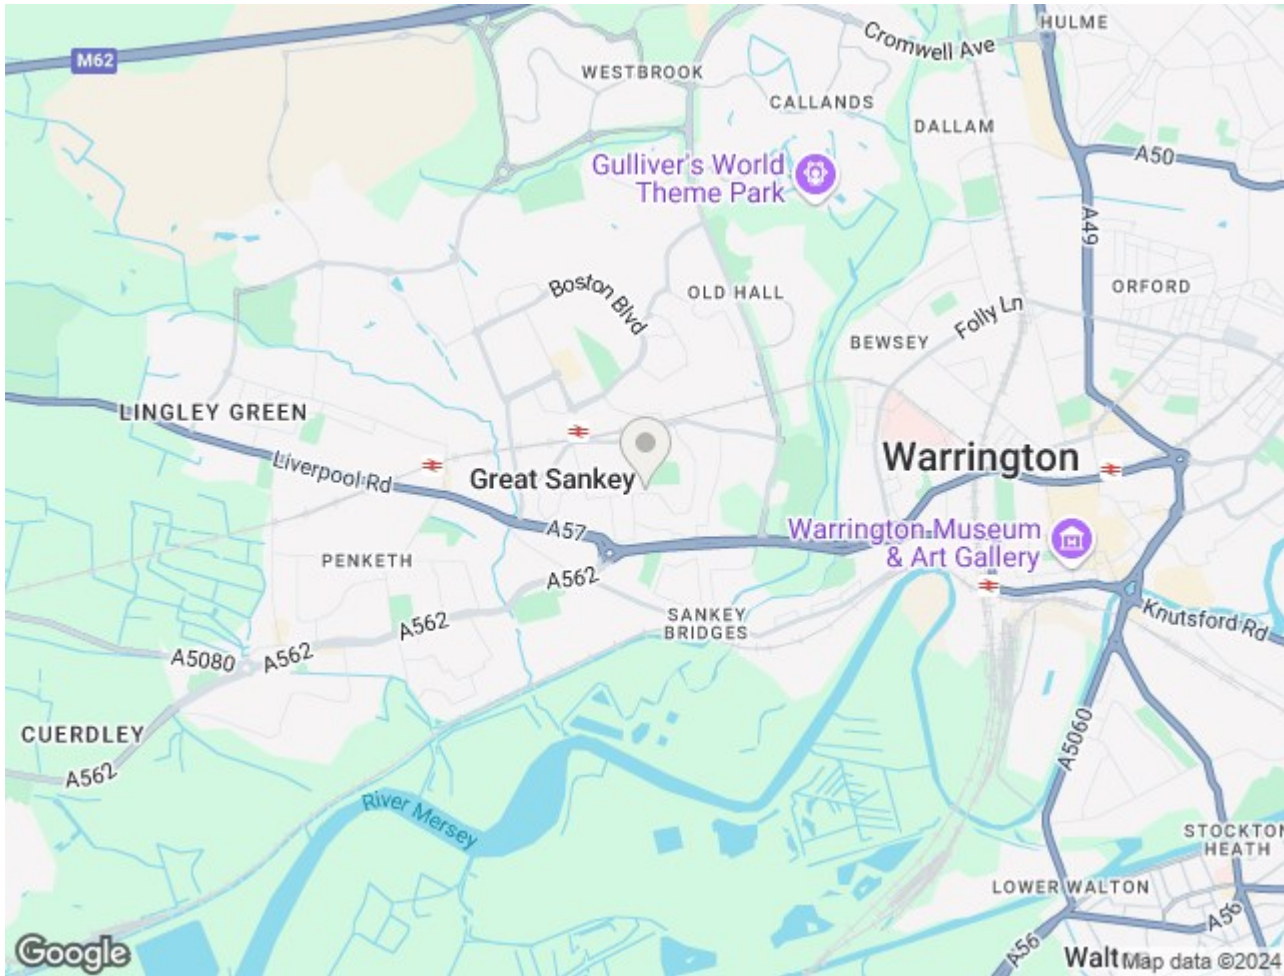 HULME
Cromwell Ave
M62
WESTBROOK
CALLANDS
DALLAM
A50
Gulliver's World
Theme Park
A49
Boston Blvd
OLD HALL
ORFORD
Folly Ln
BEWSEY
LINGLEY GREEN
Liverpool Rd
Great Sankey
Warrington
A57
Warrington Museum
& Art Gallery
PENKETH
A562
SANKEY
BRIDGES
A562
Knutsford Rd
A5080
A562
CUERDLEY
A562
A5060
River Mersey
STOCKTON
HEATH
LOWER WALTON
A56
A56
Google
Map data ©2024